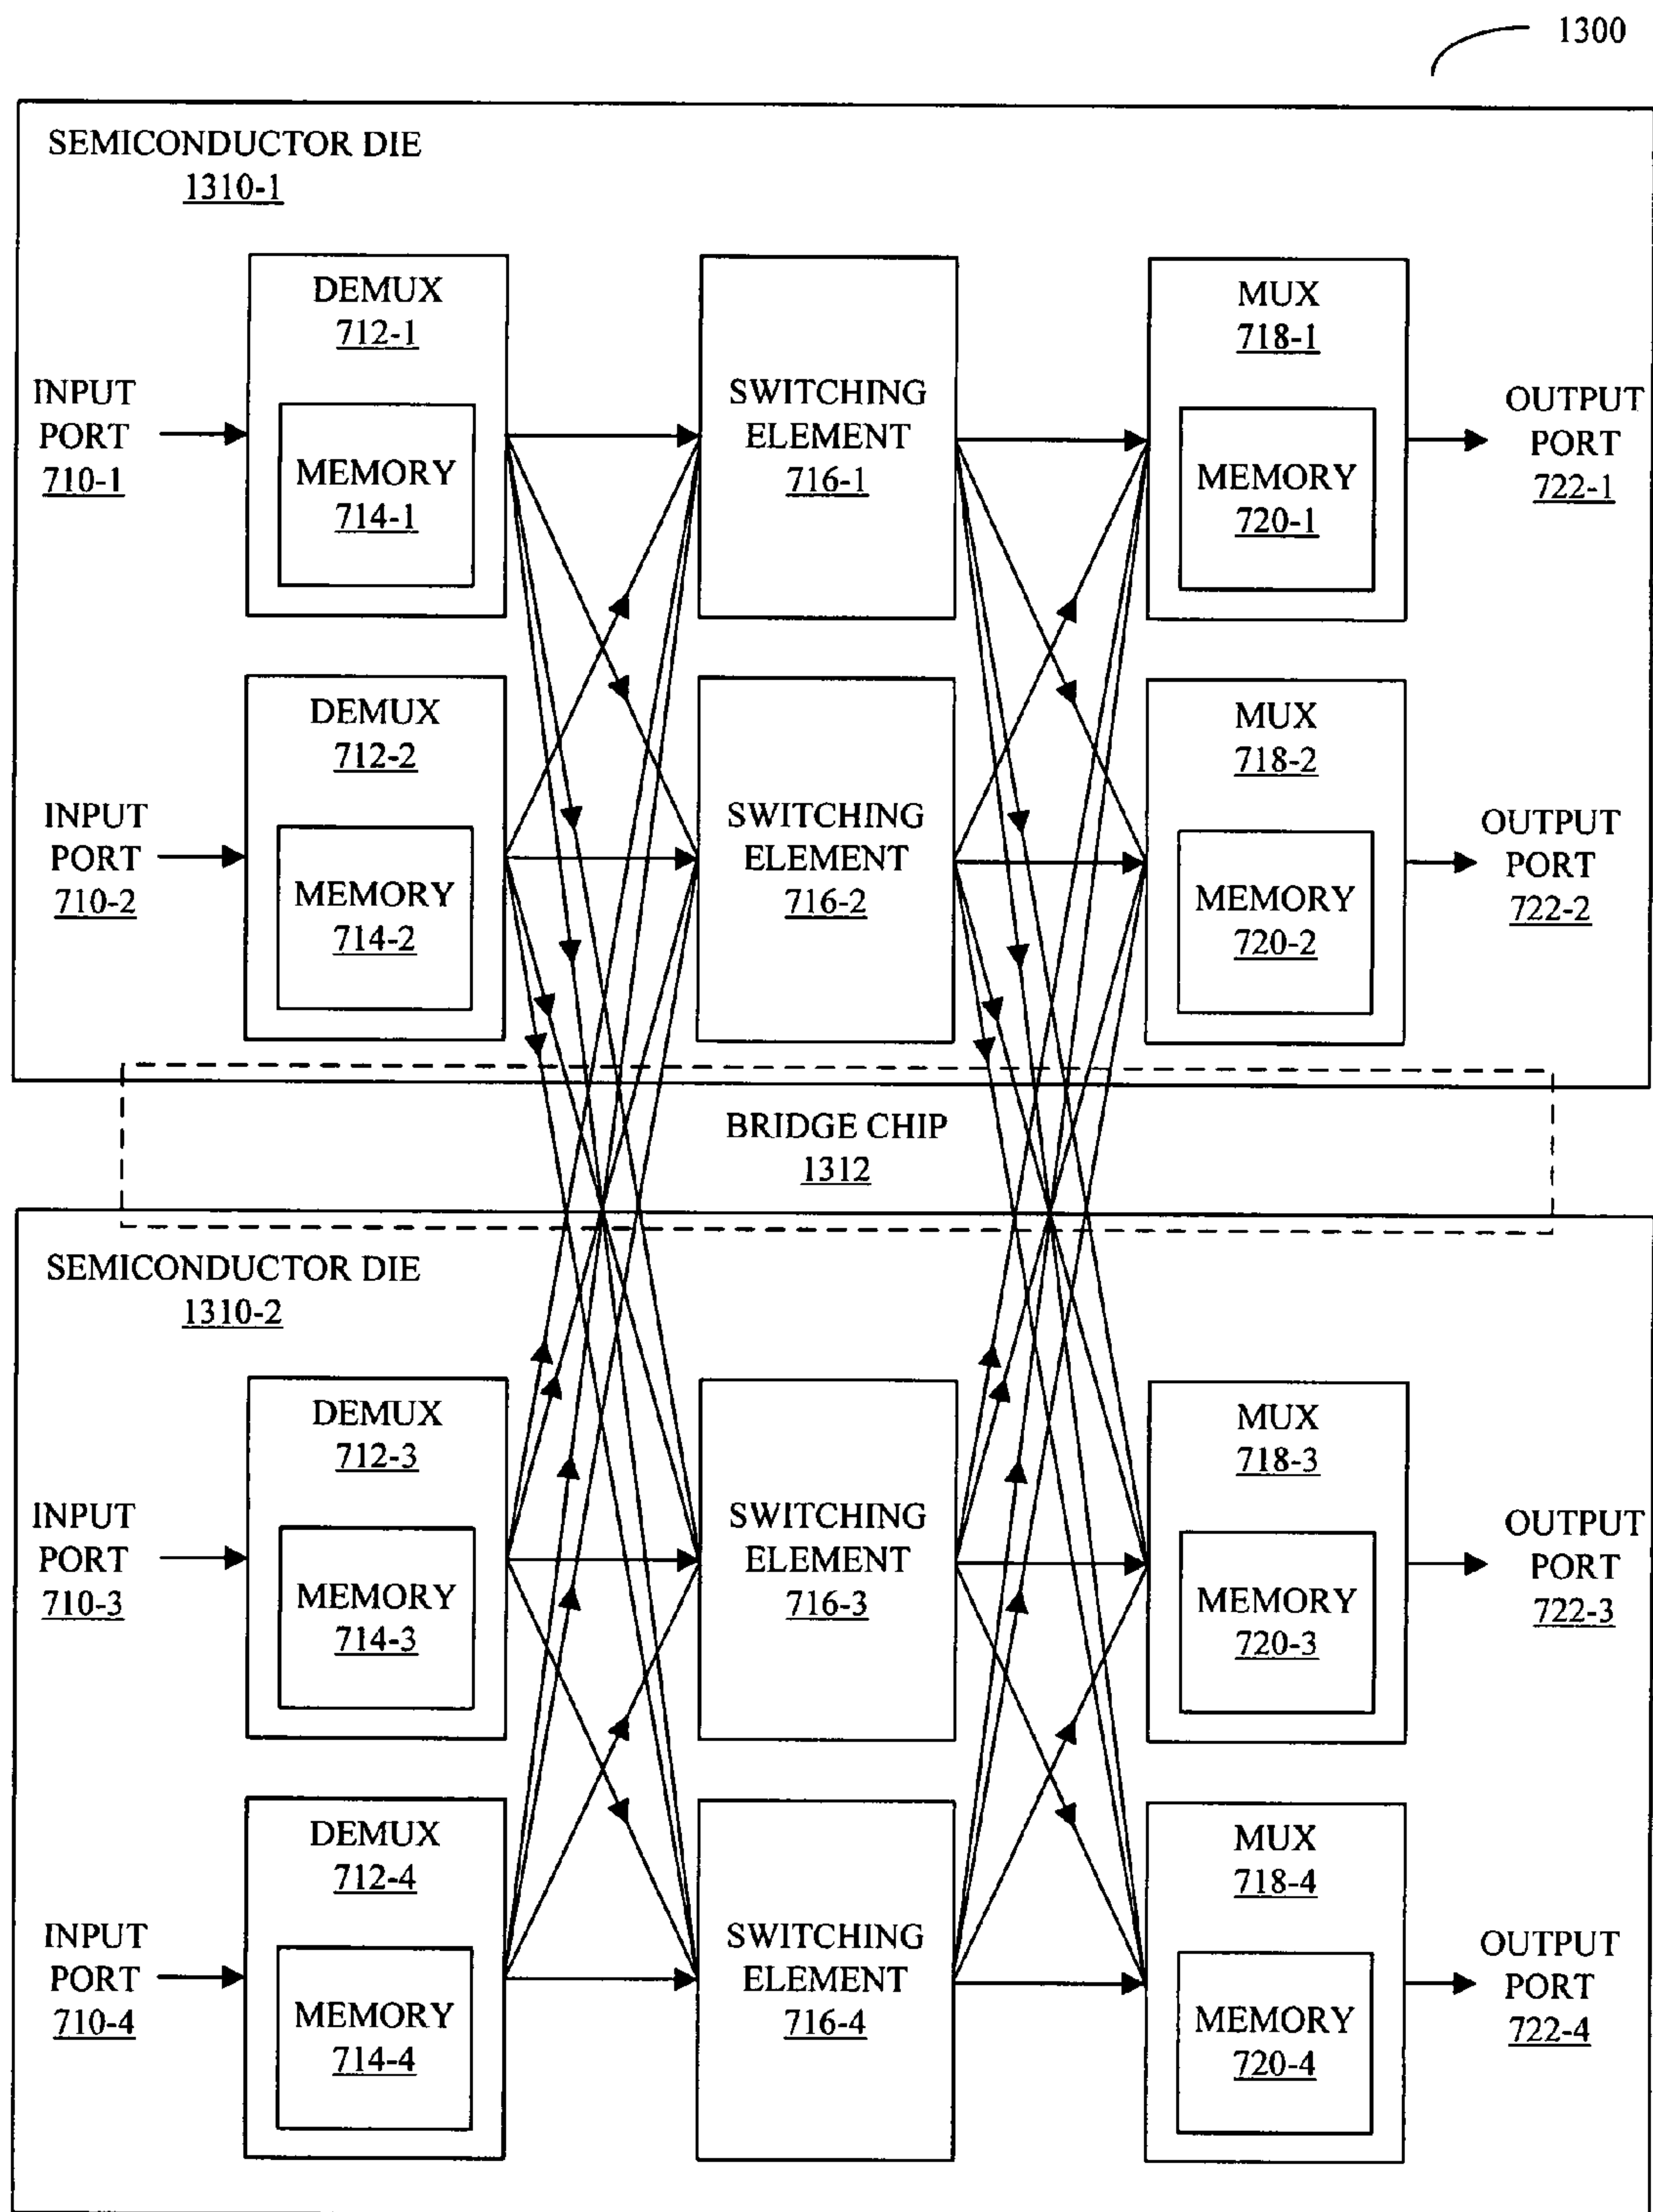 1300
SEMICONDUCTOR DIE
1310-1
DEMUX
712-1
MUX
718-1
INPUT
PORT
710-1
MEMORY
714-1
SWITCHING
ELEMENT
716-1
MEMORY
720-1
OUTPUT
PORT
722-1
DEMUX
712-2
MUX
718-2
INPUT
PORT
710-2
MEMORY
714-2
SWITCHING
ELEMENT
716-2
MEMORY
720-2
OUTPUT
PORT
722-2
BRIDGE CHIP
1312
SEMICONDUCTOR DIE
1310-2
DEMUX
712-3
MUX
718-3
INPUT
PORT
710-3
MEMORY
714-3
SWITCHING
ELEMENT
716-3
MEMORY
720-3
OUTPUT
PORT
722-3
DEMUX
712-4
MUX
718-4
INPUT
PORT
710-4
MEMORY
714-4
SWITCHING
ELEMENT
716-4
MEMORY
720-4
OUTPUT
PORT
722-4